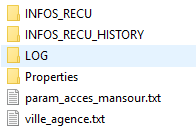 INFOS_RECU
INFOS_RECU_HISTORY
LOG
Properties
param_acces_mansour.txt
ville_agence.txt